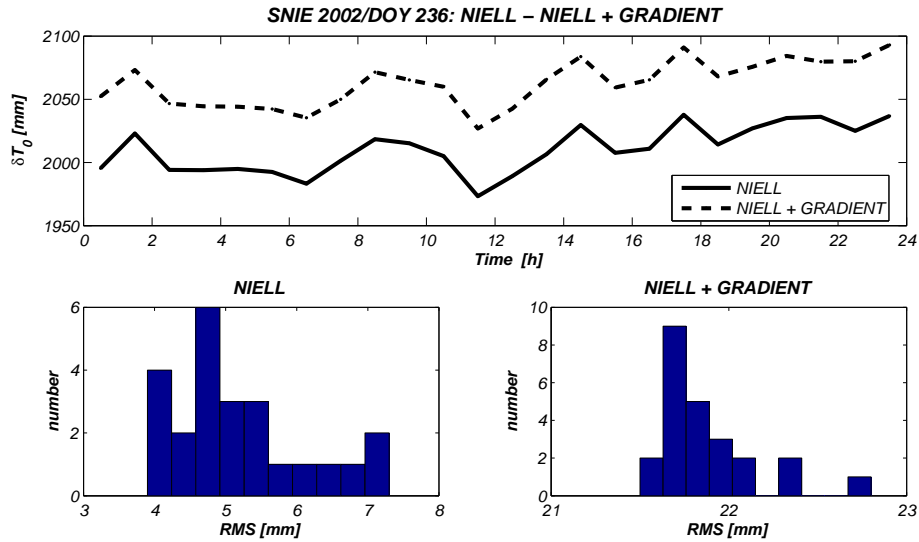 SNIE 2002/DOY 236: NIELL − NIELL + GRADIENT
2100
2050
2000
1950
δT0 [mm]
0 2 4 6 8 10 12 14 16 18 20 22 24
Time [h]
NIELL
NIELL + GRADIENT
NIELL
6
4
2
0
number
3 4 5 6 7 8
RMS [mm]
NIELL + GRADIENT
10
8
6
4
2
0
number
21 22 23
RMS [mm]